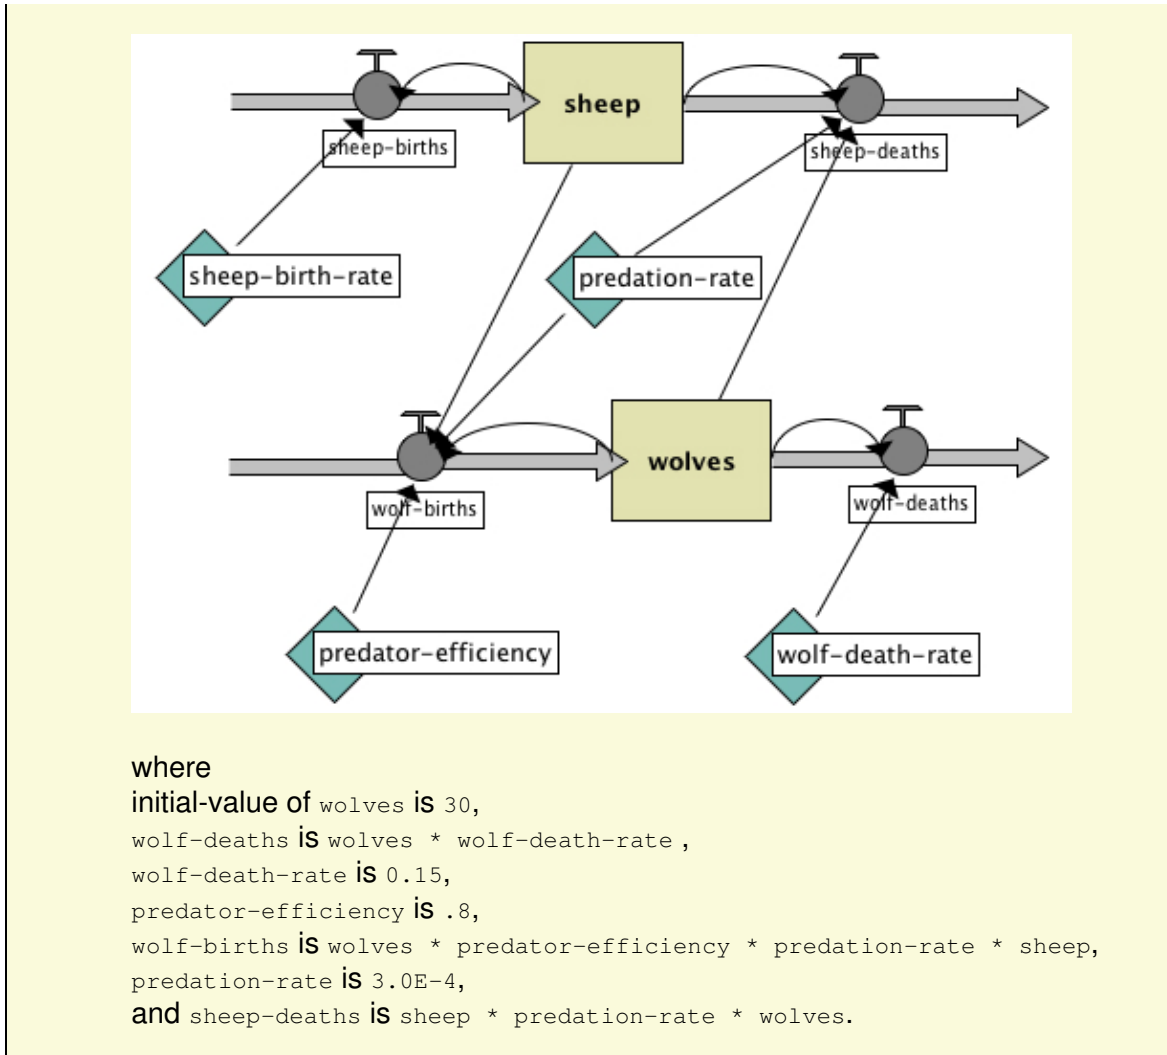 sheep
sheep-births
sheep-deaths
sheep-birth-rate
predation-rate
wolves
wolf-births
wolf-deaths
predator-efficiency
wolf-death-rate
where
initial-value of wolves is 30,
wolf-deaths is wolves * wolf-death-rate ,
wolf-death-rate is 0.15,
predator-efficiency is .8,
wolf-births is wolves * predator-efficiency * predation-rate * sheep,
predation-rate is 3.0E-4,
and sheep-deaths is sheep * predation-rate * wolves.